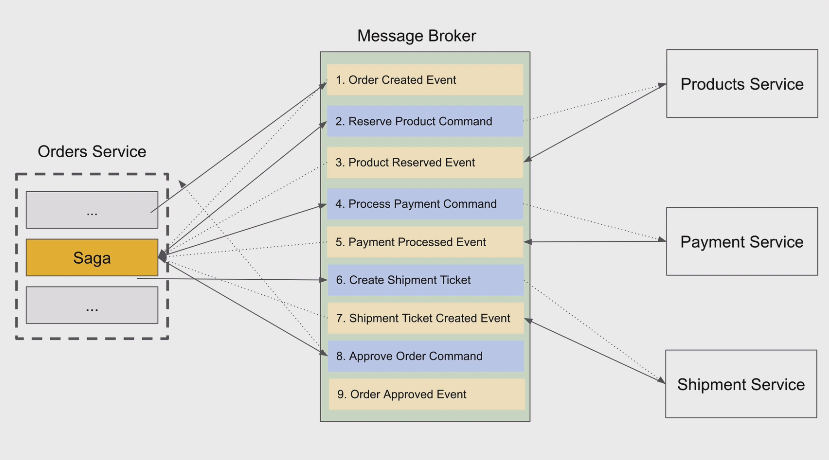 Message Broker
Orders Service
...
Saga
...
1. Order Created Event
2. Reserve Product Command
3. Product Reserved Event
4. Process Payment Command
5. Payment Processed Event
6. Create Shipment Ticket
7. Shipment Ticket Created Event
8. Approve Order Command
9. Order Approved Event
Products Service
Payment Service
Shipment Service